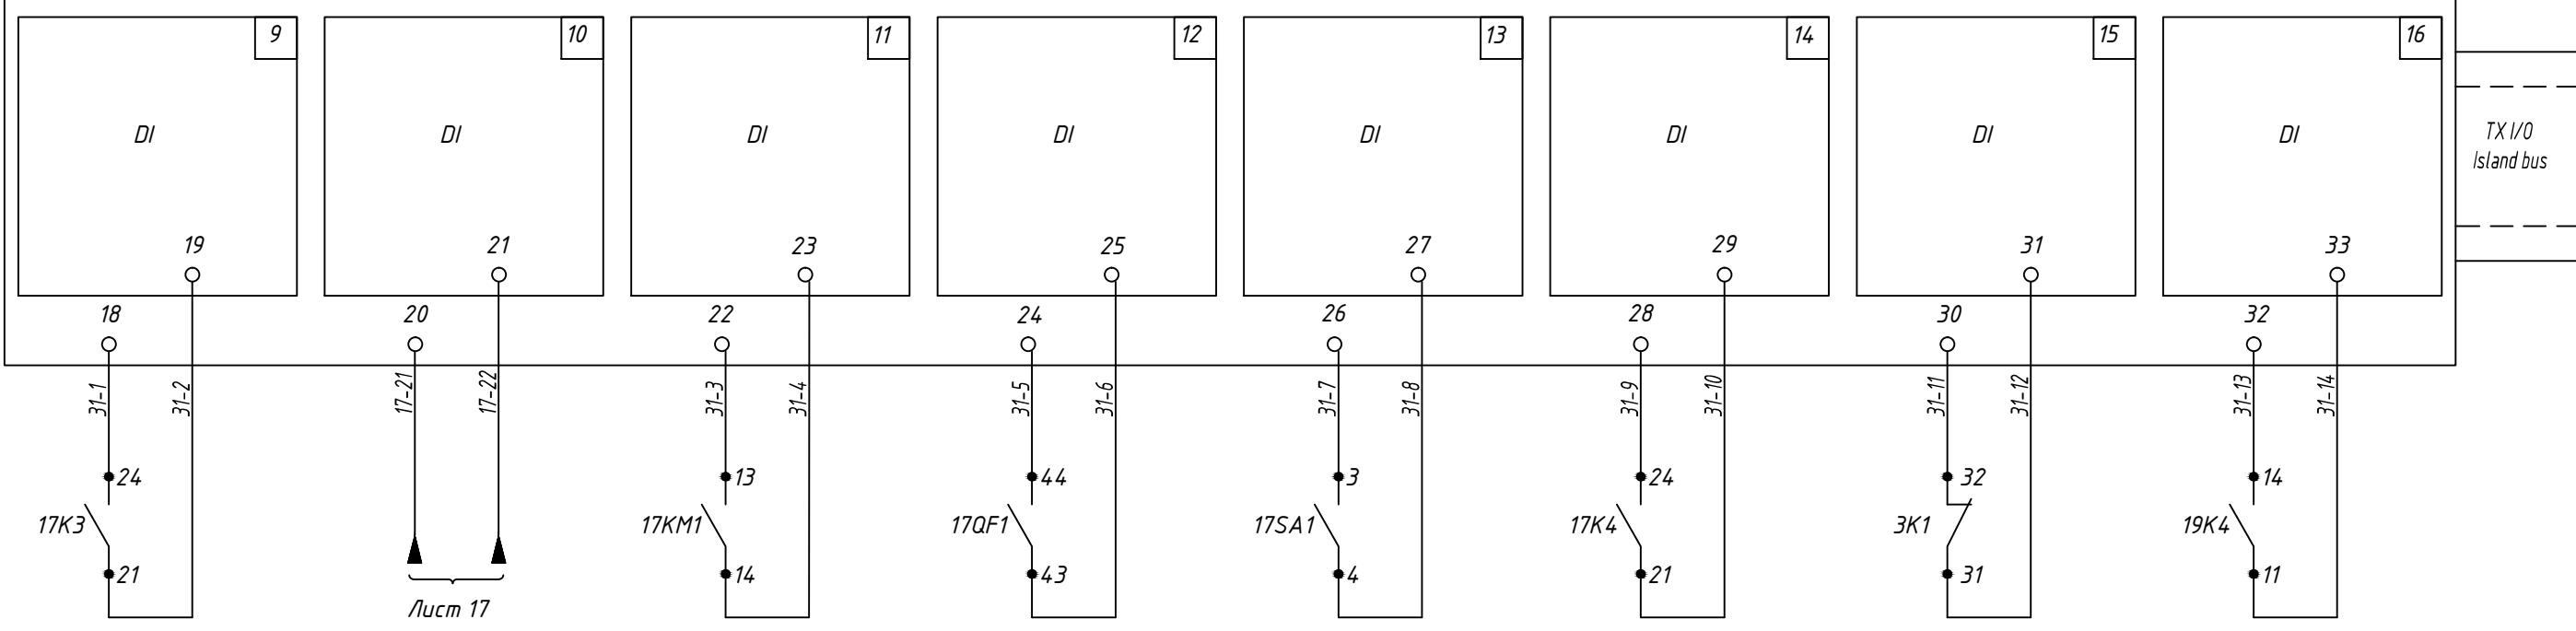 9 10 11 12 13 14 15 16
DI DI DI DI DI DI DI DI
TX I/O
Island bus
19 21 23 25 27 29 31 33
18 20 22 24 26 28 30 32
31-1 31-2 17-21 17-22 31-3 31-4 31-5 31-6 31-7 31-8 31-9 31-10 31-11 31-12 31-13 31-14
24 13 44 3 24 32 14
17K3 17KM1 17QF1 17SA1 17K4 3K1 19K4
21 14 43 4 21 31 11
Лист 17